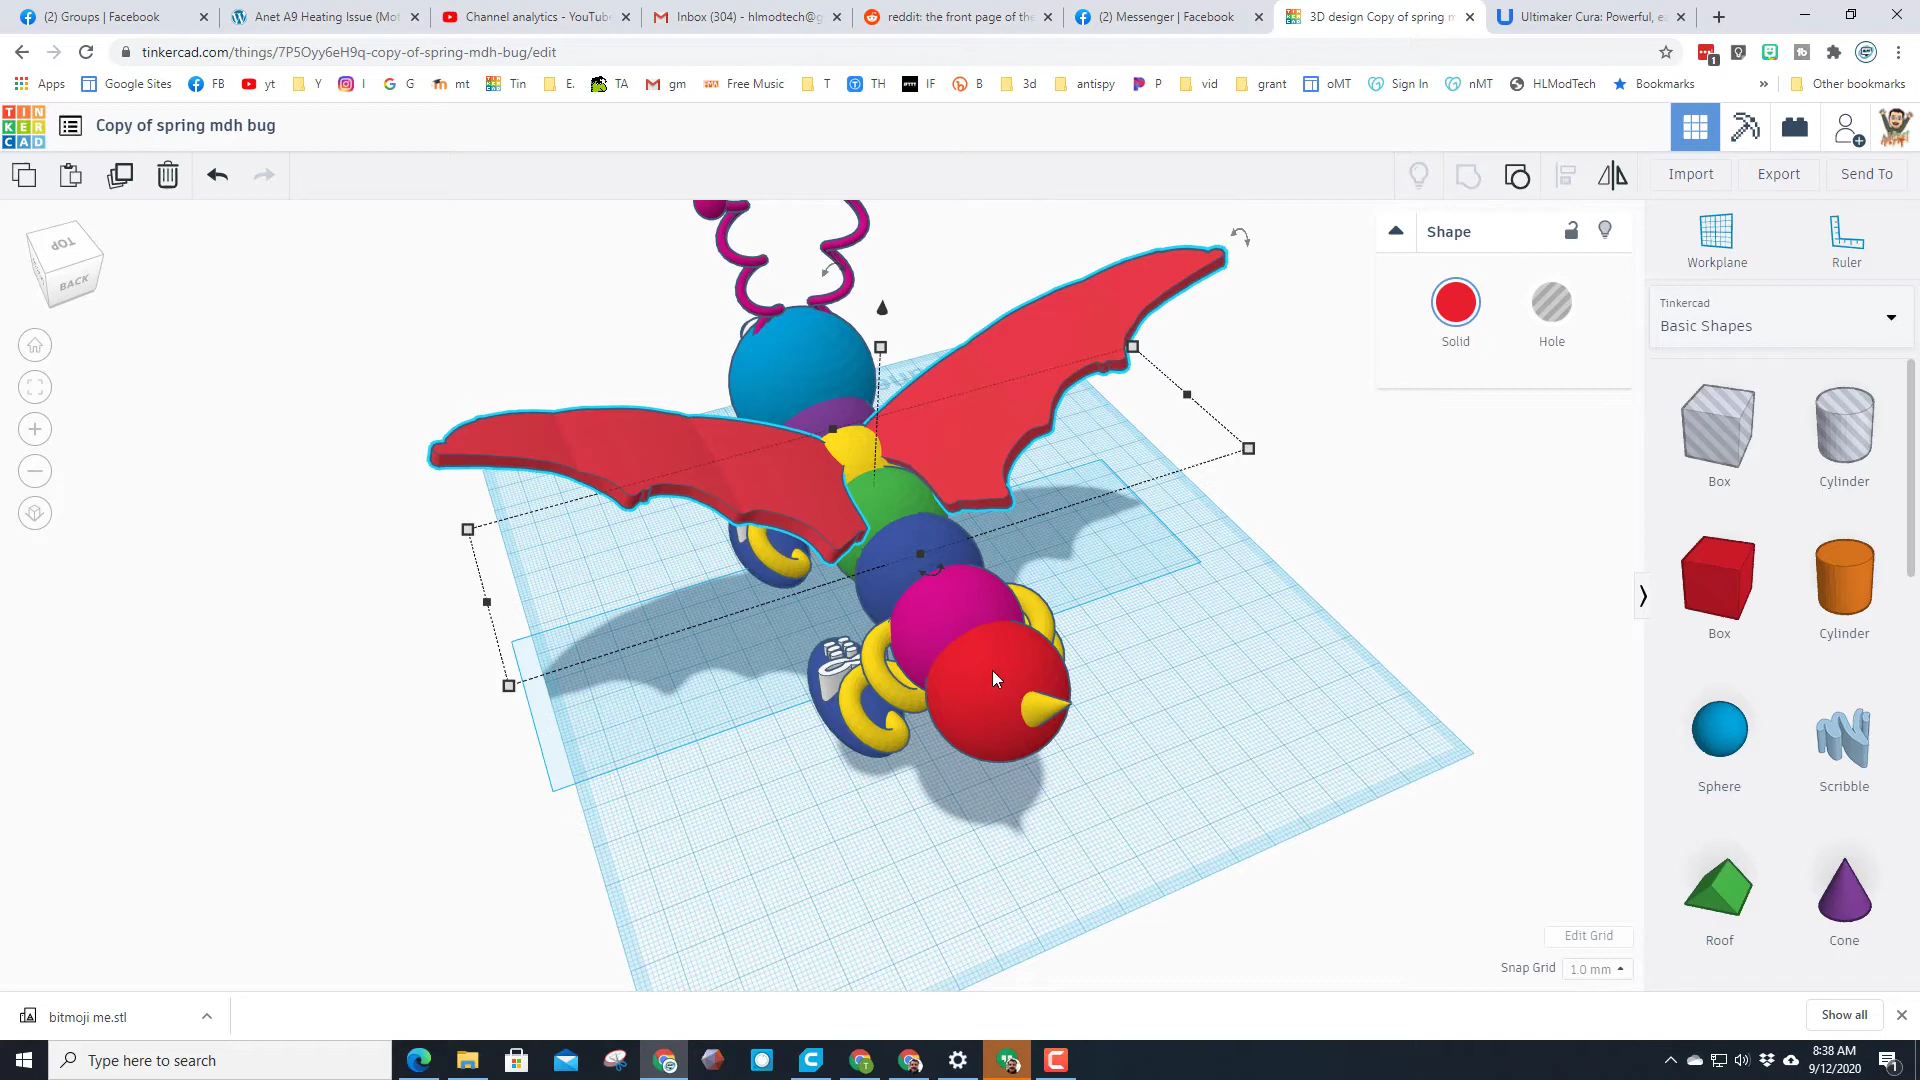 (2) Groups | Facebook
Anet A9 Heating Issue (Mot
Channel analytics - YouTube
Inbox (304) - hlmodtech@g
reddit: the front page of the
(2) Messenger | Facebook
3D design Copy of spring m
Ultimaker Cura: Powerful, e
tinkercad.com/things/7P5Oyy6eH9q-copy-of-spring-mdh-bug/edit
Apps
Google Sites
FB
yt
Y
I
G
mt
Tin
E.
TA
gm
Free Music
T
TH
IF
B
3d
antispy
P
vid
grant
oMT
Sign In
nMT
HLModTech
Bookmarks
Other bookmarks
TIN
KER
CAD
Copy of spring mdh bug
Import
Export
Send To
TOP
BACK
Shape
Solid
Hole
Workplane
Ruler
Tinkercad
Basic Shapes
Box
Cylinder
Box
Cylinder
Sphere
Scribble
Roof
Cone
Edit Grid
Snap Grid
1.0 mm
bitmoji me.stl
Show all
Type here to search
8:38 AM
9/12/2020